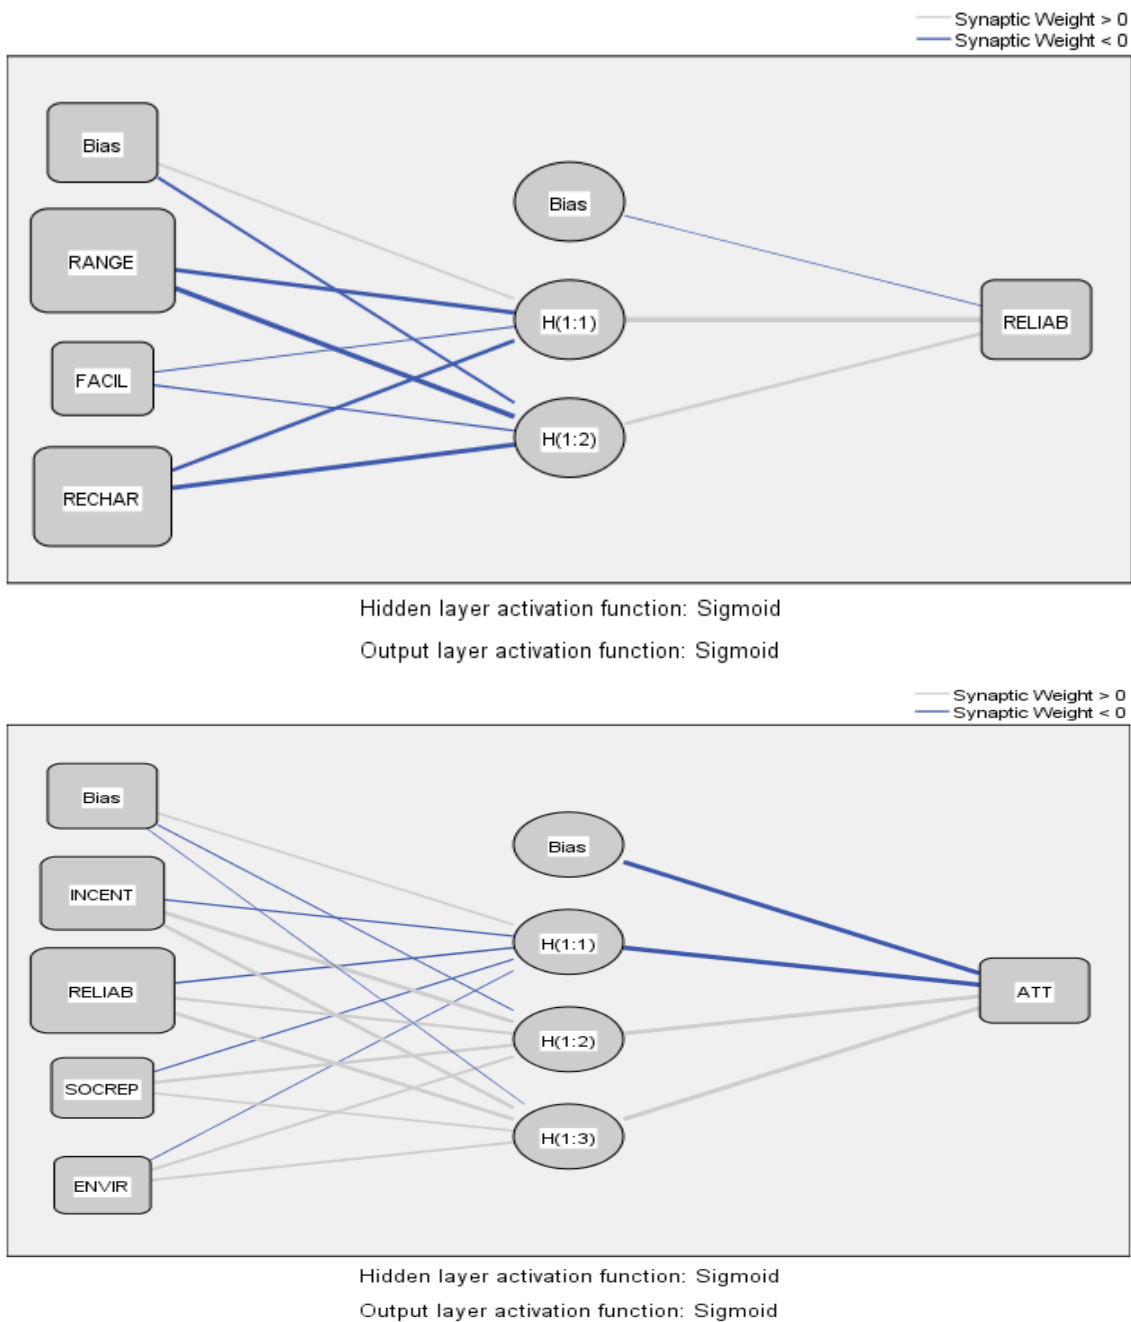 Synaptic Weight > 0
Synaptic Weight < 0
Bias
RANGE
FACIL
RECHAR
Bias
H(1:1)
H(1:2)
RELIAB
Hidden layer activation function: Sigmoid
Output layer activation function: Sigmoid
Synaptic Weight > 0
Synaptic Weight < 0
Bias
INCENT
RELIAB
SOCREP
ENVIR
Bias
H(1:1)
H(1:2)
H(1:3)
ATT
Hidden layer activation function: Sigmoid
Output layer activation function: Sigmoid